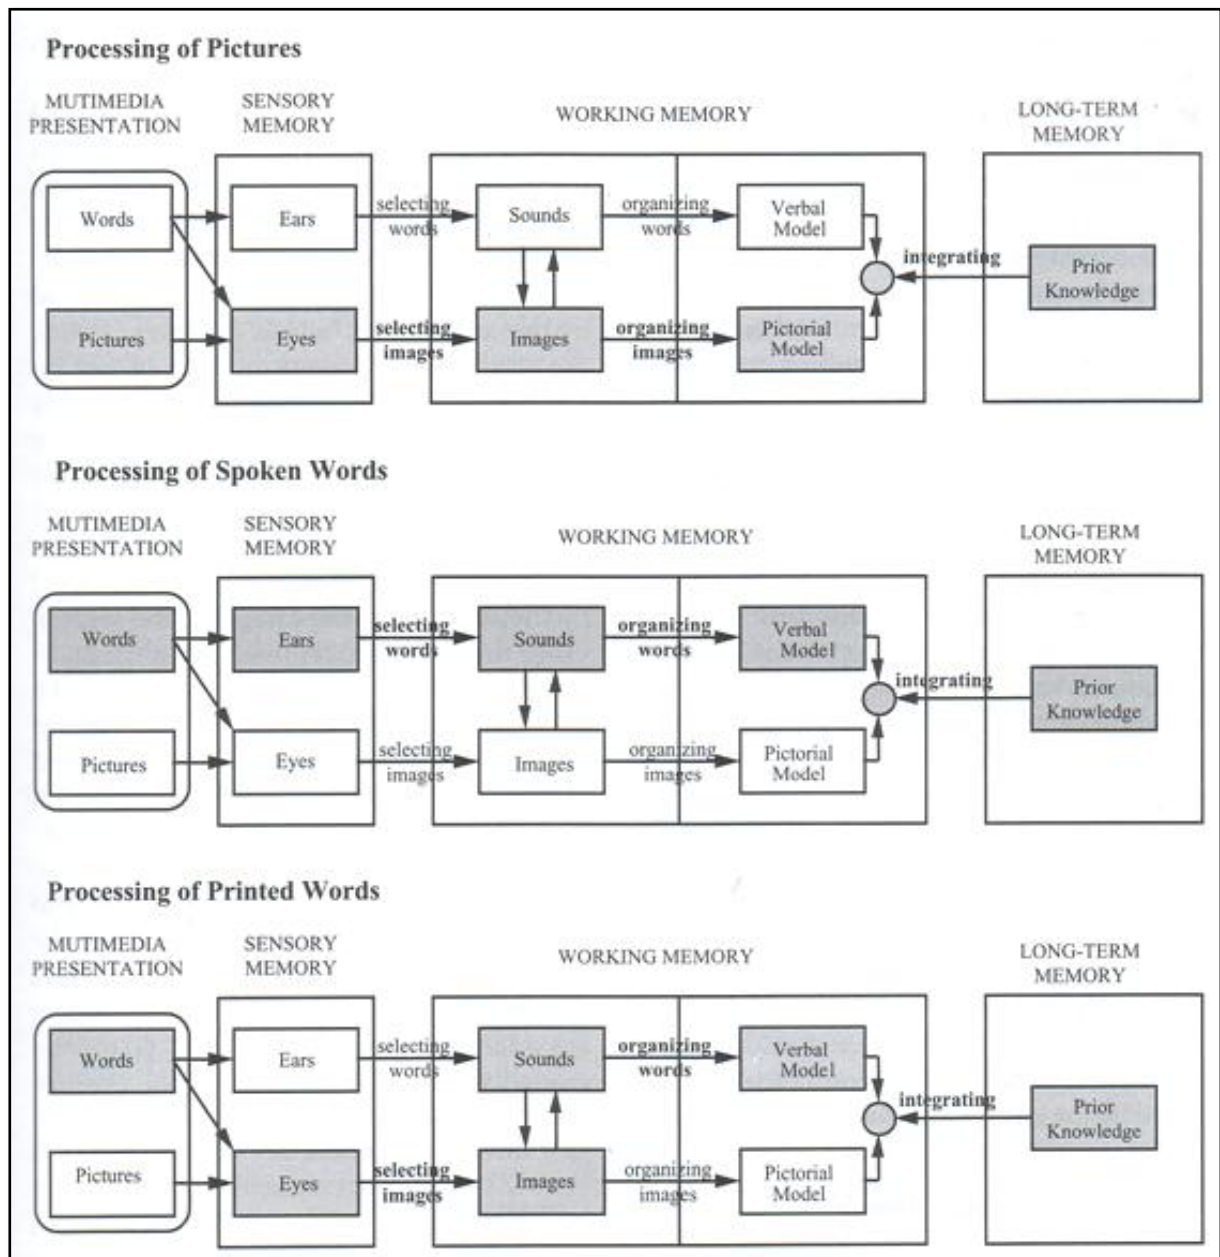 Processing of Pictures
MUTIMEDIA
PRESENTATION
SENSORY
MEMORY
WORKING MEMORY
LONG-TERM
MEMORY
Words
Ears
selecting
words
Sounds
organizing
words
Verbal
Model
integrating
Prior
Knowledge
Pictures
Eyes
selecting
images
Images
organizing
images
Pictorial
Model
Processing of Spoken Words
MUTIMEDIA
PRESENTATION
SENSORY
MEMORY
WORKING MEMORY
LONG-TERM
MEMORY
Words
Ears
selecting
words
Sounds
organizing
words
Verbal
Model
integrating
Prior
Knowledge
Pictures
Eyes
selecting
images
Images
organizing
images
Pictorial
Model
Processing of Printed Words
MUTIMEDIA
PRESENTATION
SENSORY
MEMORY
WORKING MEMORY
LONG-TERM
MEMORY
Words
Ears
selecting
words
Sounds
organizing
words
Verbal
Model
integrating
Prior
Knowledge
Pictures
Eyes
selecting
images
Images
organizing
images
Pictorial
Model